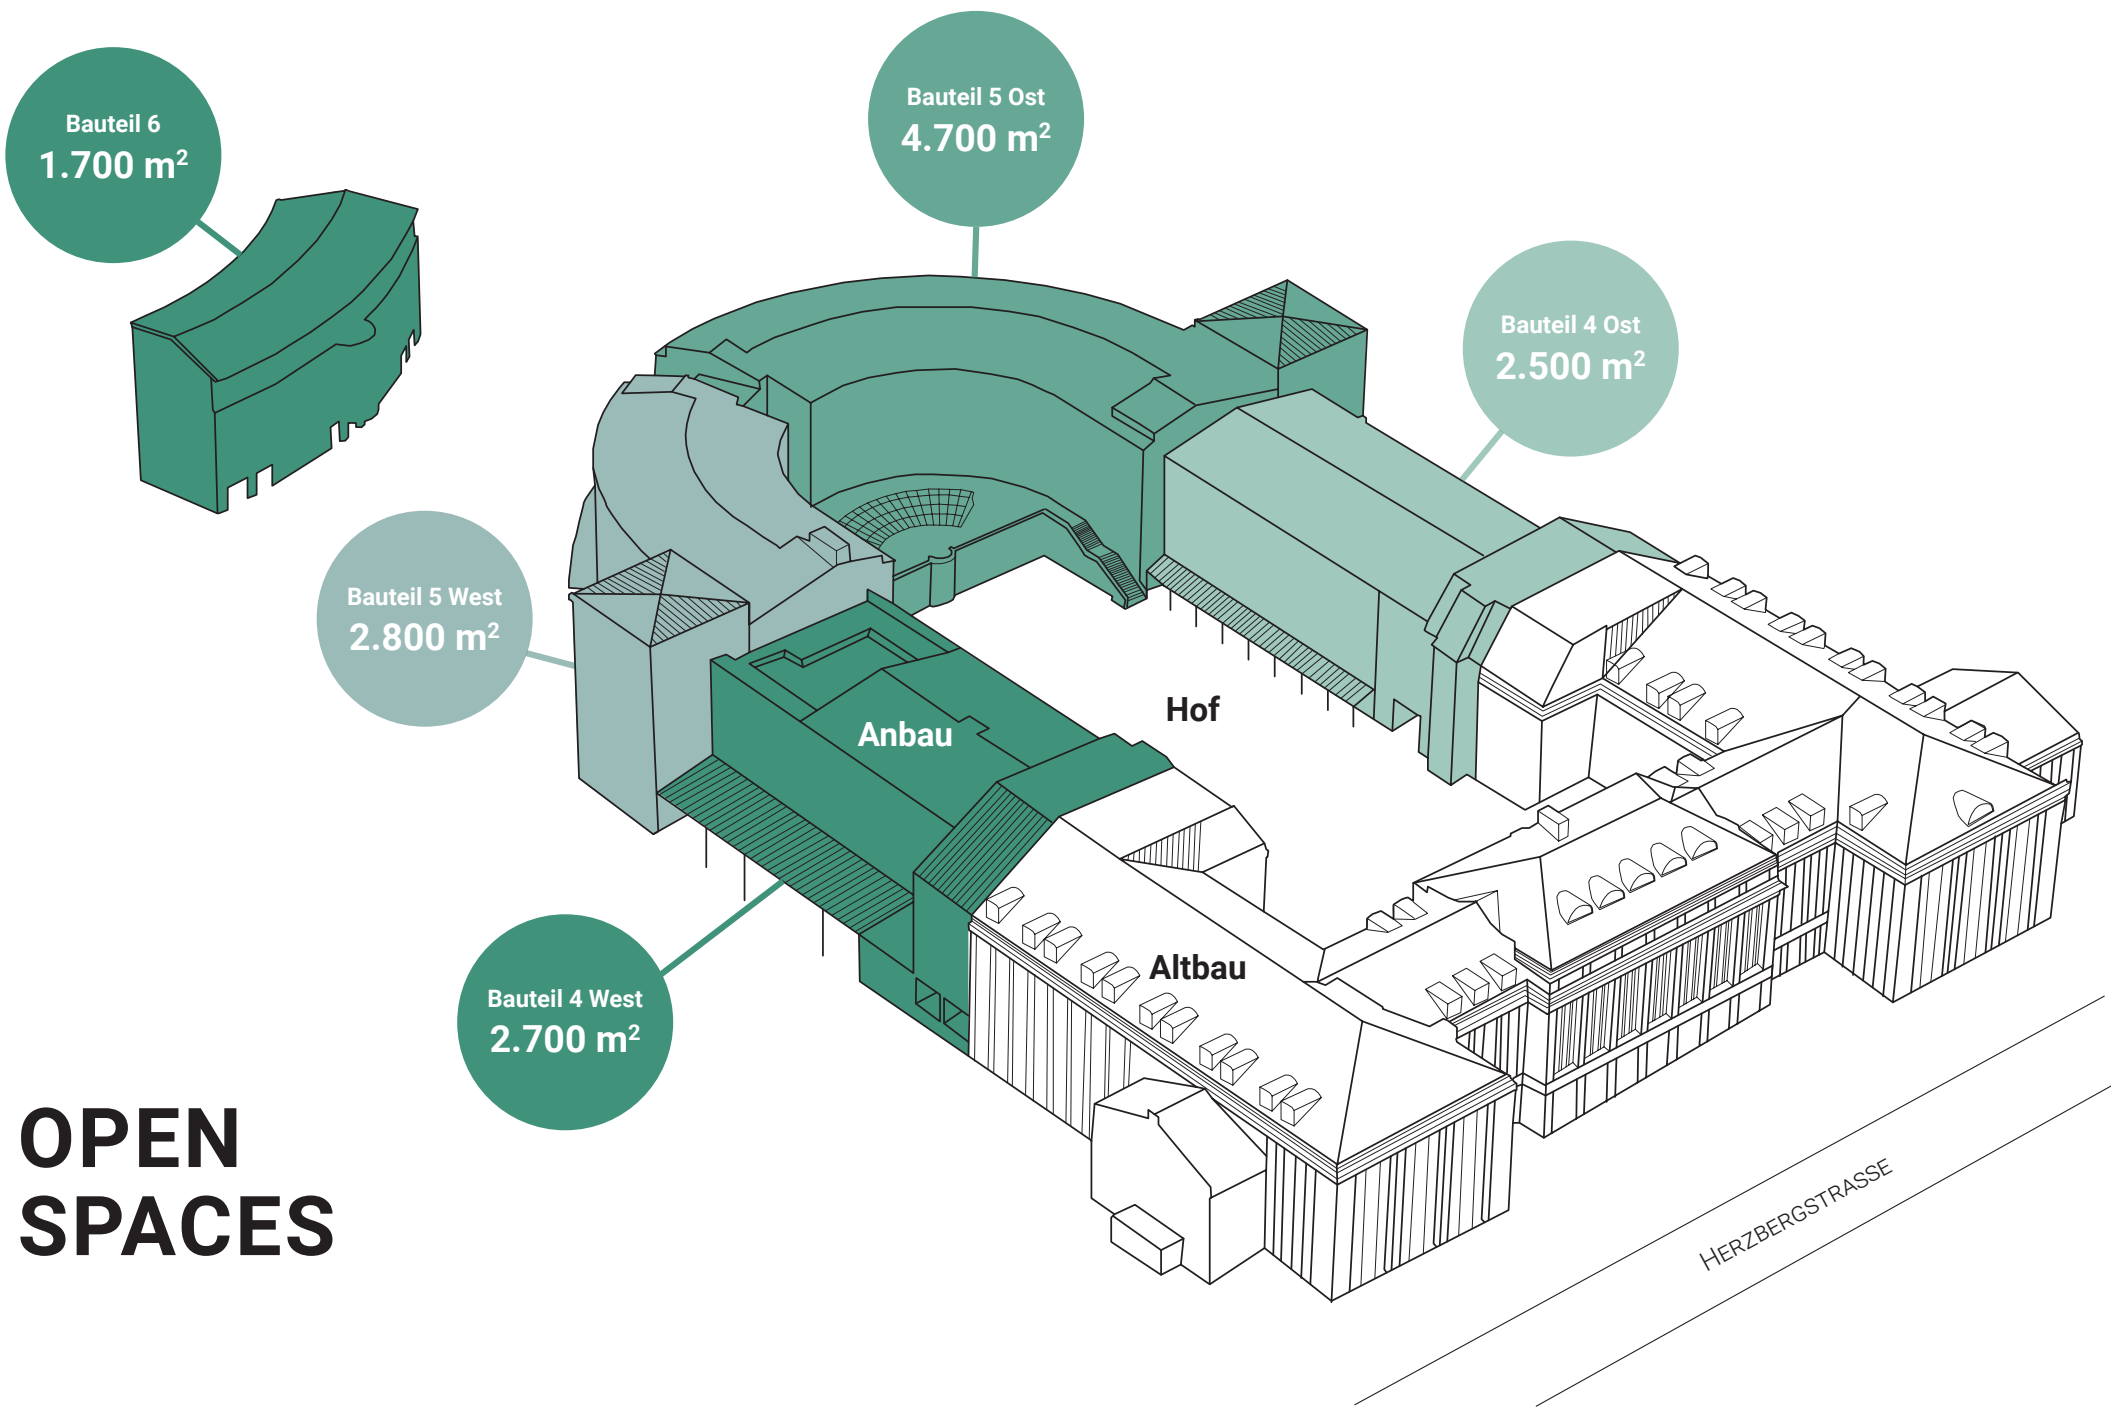 Bauteil 6
1.700 m²
Bauteil 5 Ost
4.700 m²
Bauteil 4 Ost
2.500 m²
Bauteil 5 West
2.800 m²
Hof
Anbau
Altbau
Bauteil 4 West
2.700 m²
OPEN
SPACES
HERZBERGSTRASSE